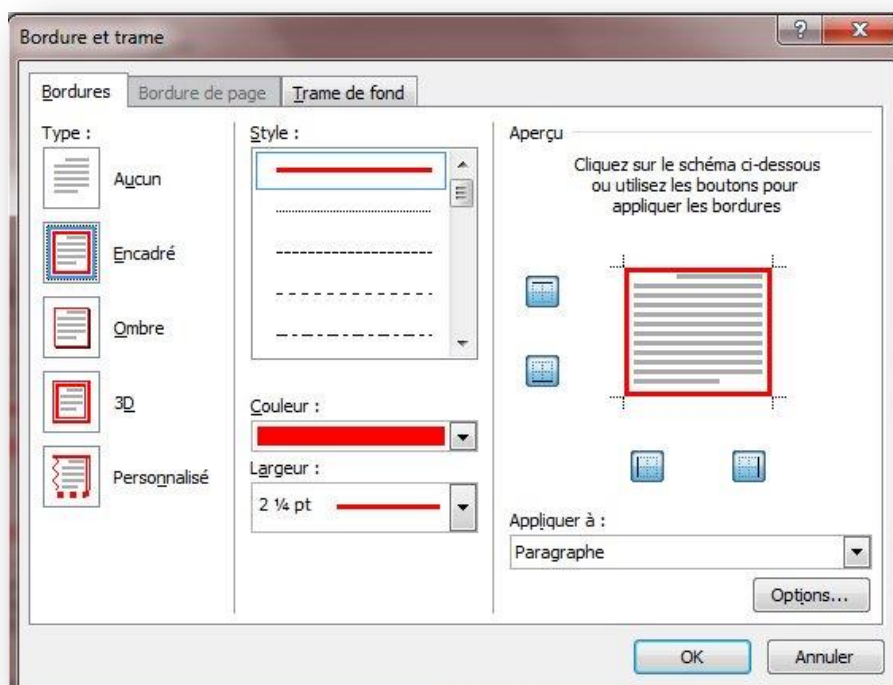 Bordure et trame
?
Bordures
Bordure de page
Trame de fond
Type :
Aucun
Encadré
Ombre
3D
Personnalisé
Style :
Couleur :
Largeur :
2 ¼ pt
Aperçu
Cliquez sur le schéma ci-dessous
ou utilisez les boutons pour
appliquer les bordures
Appliquer à :
Paragraphe
Options...
OK
Annuler